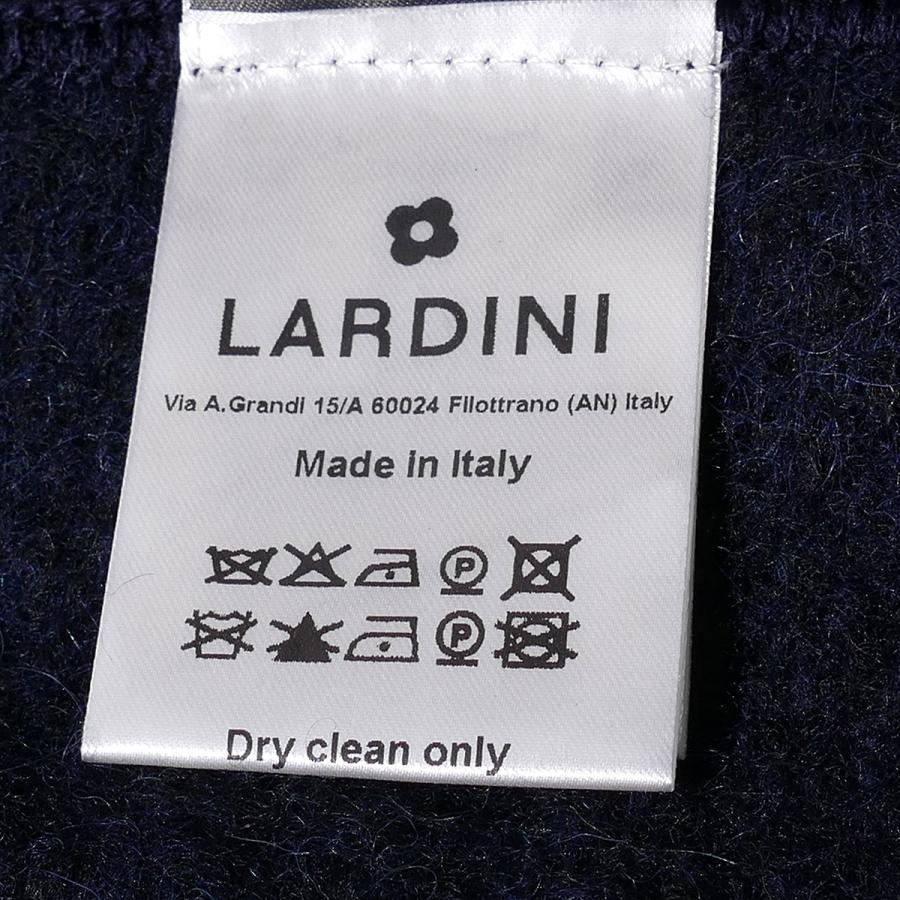 LARDINI
Via A.Grandi 15/A 60024 Filottrano (AN) Italy
Made in Italy
P
P
Dry clean only